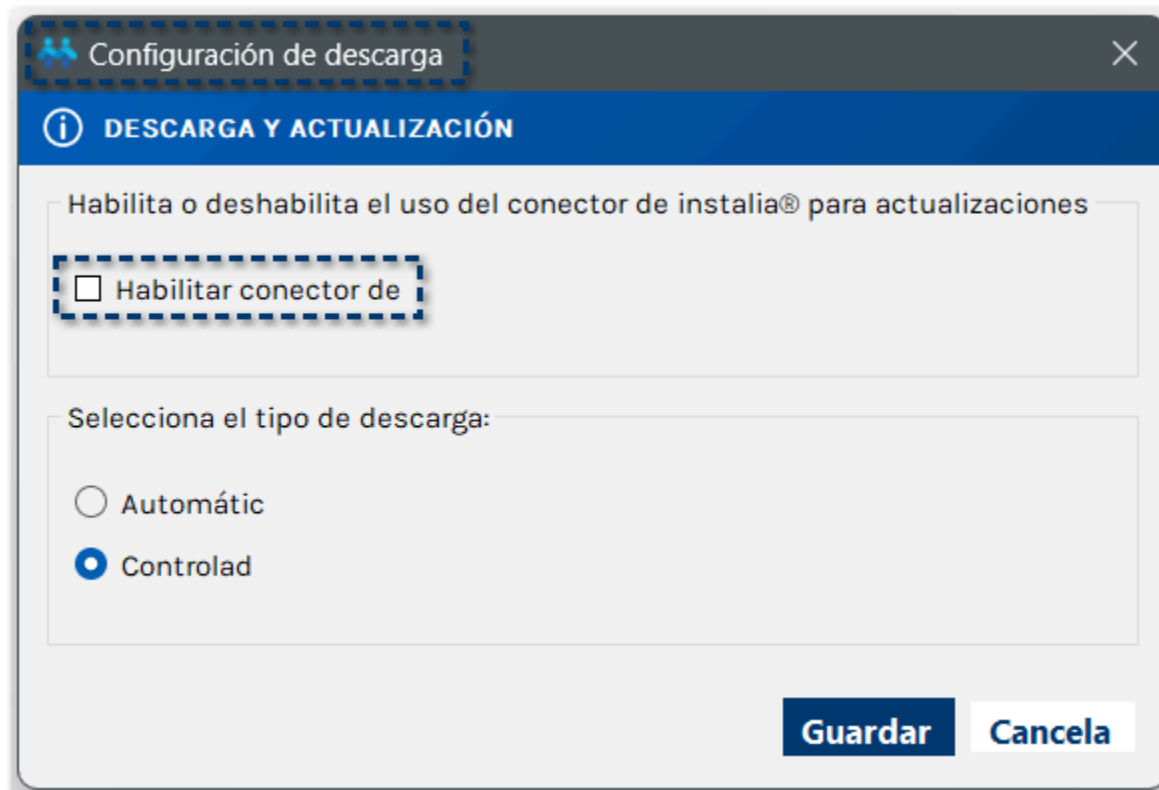 Configuración de descarga
DESCARGA Y ACTUALIZACIÓN
Habilita o deshabilita el uso del conector de instalia® para actualizaciones
Habilitar conector de
Selecciona el tipo de descarga:
Automátic
Controlad
Guardar Cancela